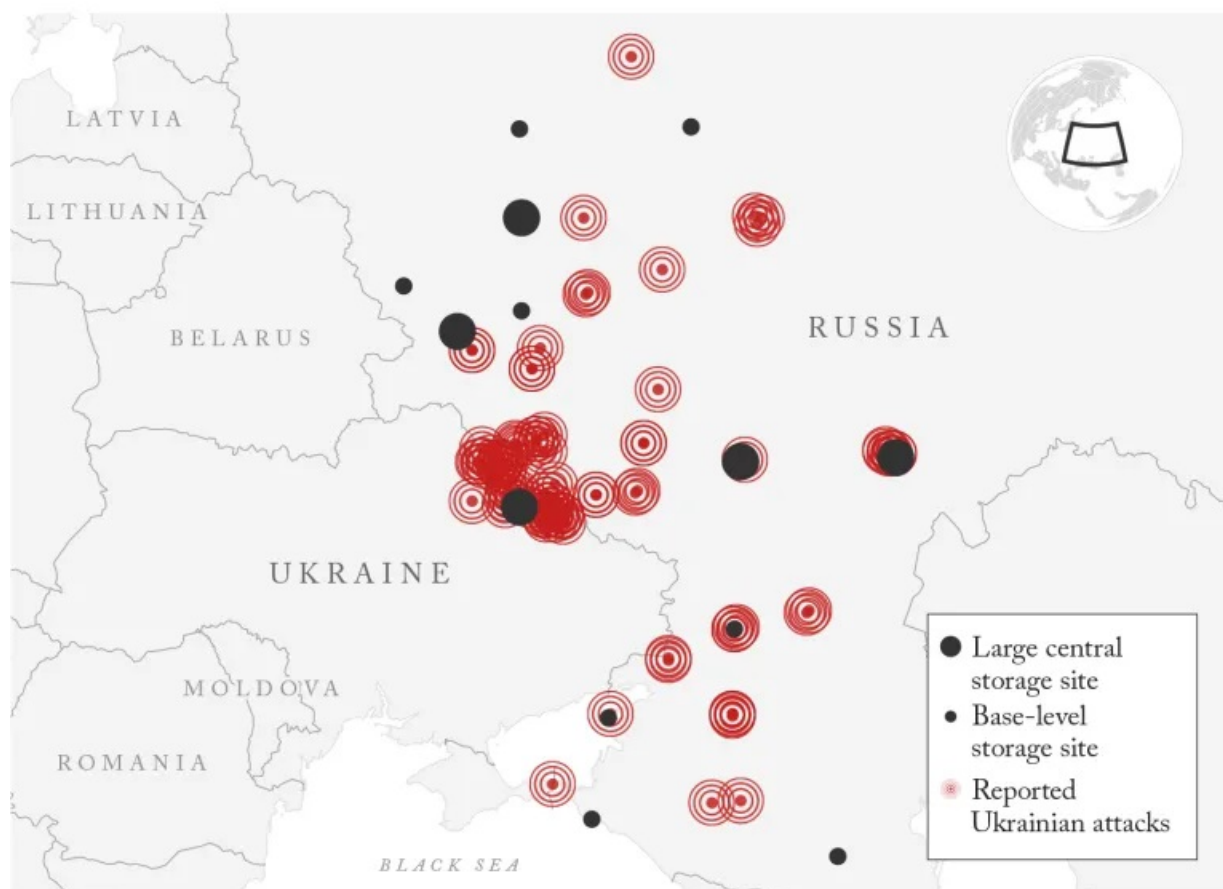 LATVIA
LITHUANIA
BELARUS
RUSSIA
UKRAINE
MOLDOVA
ROMANIA
BLACK SEA
Large central
storage site
Base-level
storage site
Reported
Ukrainian attacks